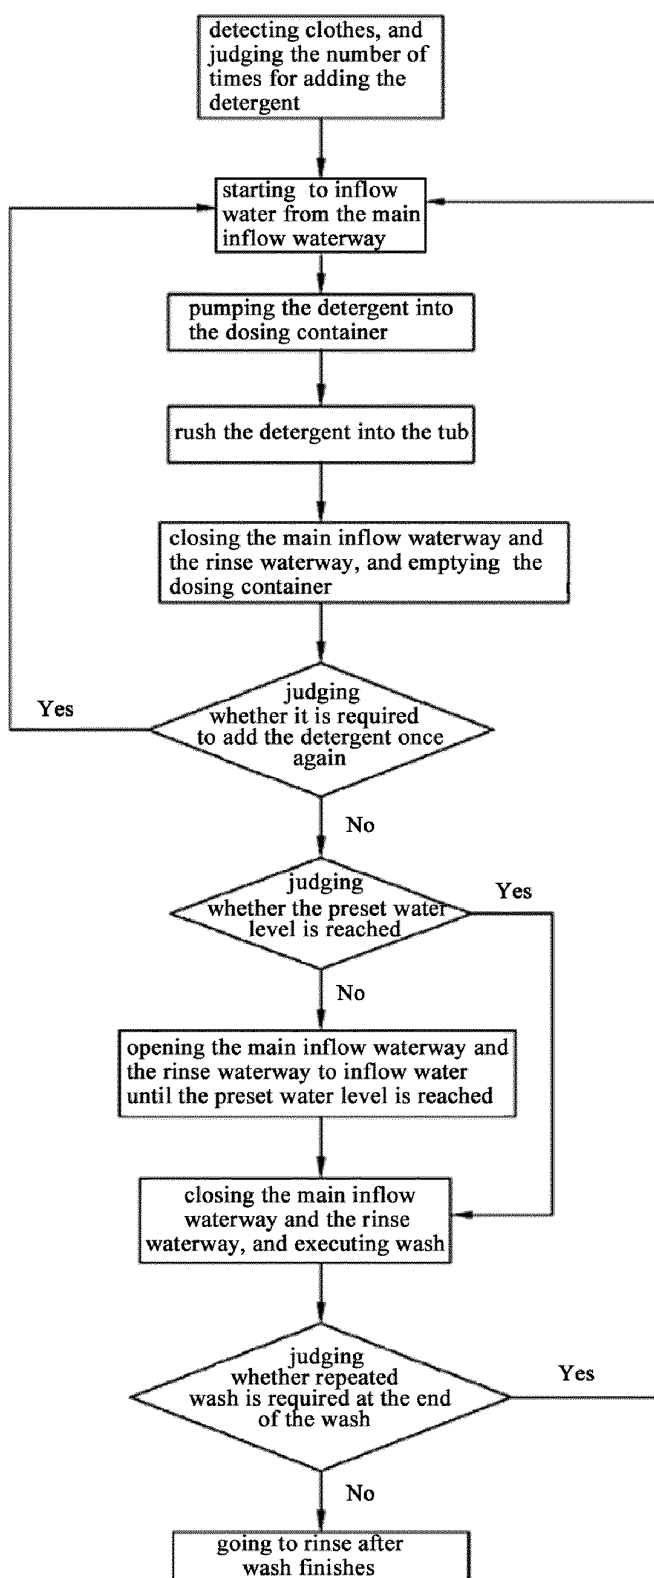 detecting clothes, and
judging the number of
times for adding the
detergent
starting to inflow
water from the main
inflow waterway
pumping the detergent into
the dosing container
rush the detergent into the tub
closing the main inflow waterway and
the rinse waterway, and emptying the
dosing container
judging
whether it is required
to add the detergent once
again
Yes
No
judging
whether the preset water
level is reached
Yes
No
opening the main inflow waterway and
the rinse waterway to inflow water
until the preset water level is reached
closing the main inflow
waterway and the rinse
waterway, and executing wash
judging
whether repeated
wash is required at the end
of the wash
Yes
No
going to rinse after
wash finishes